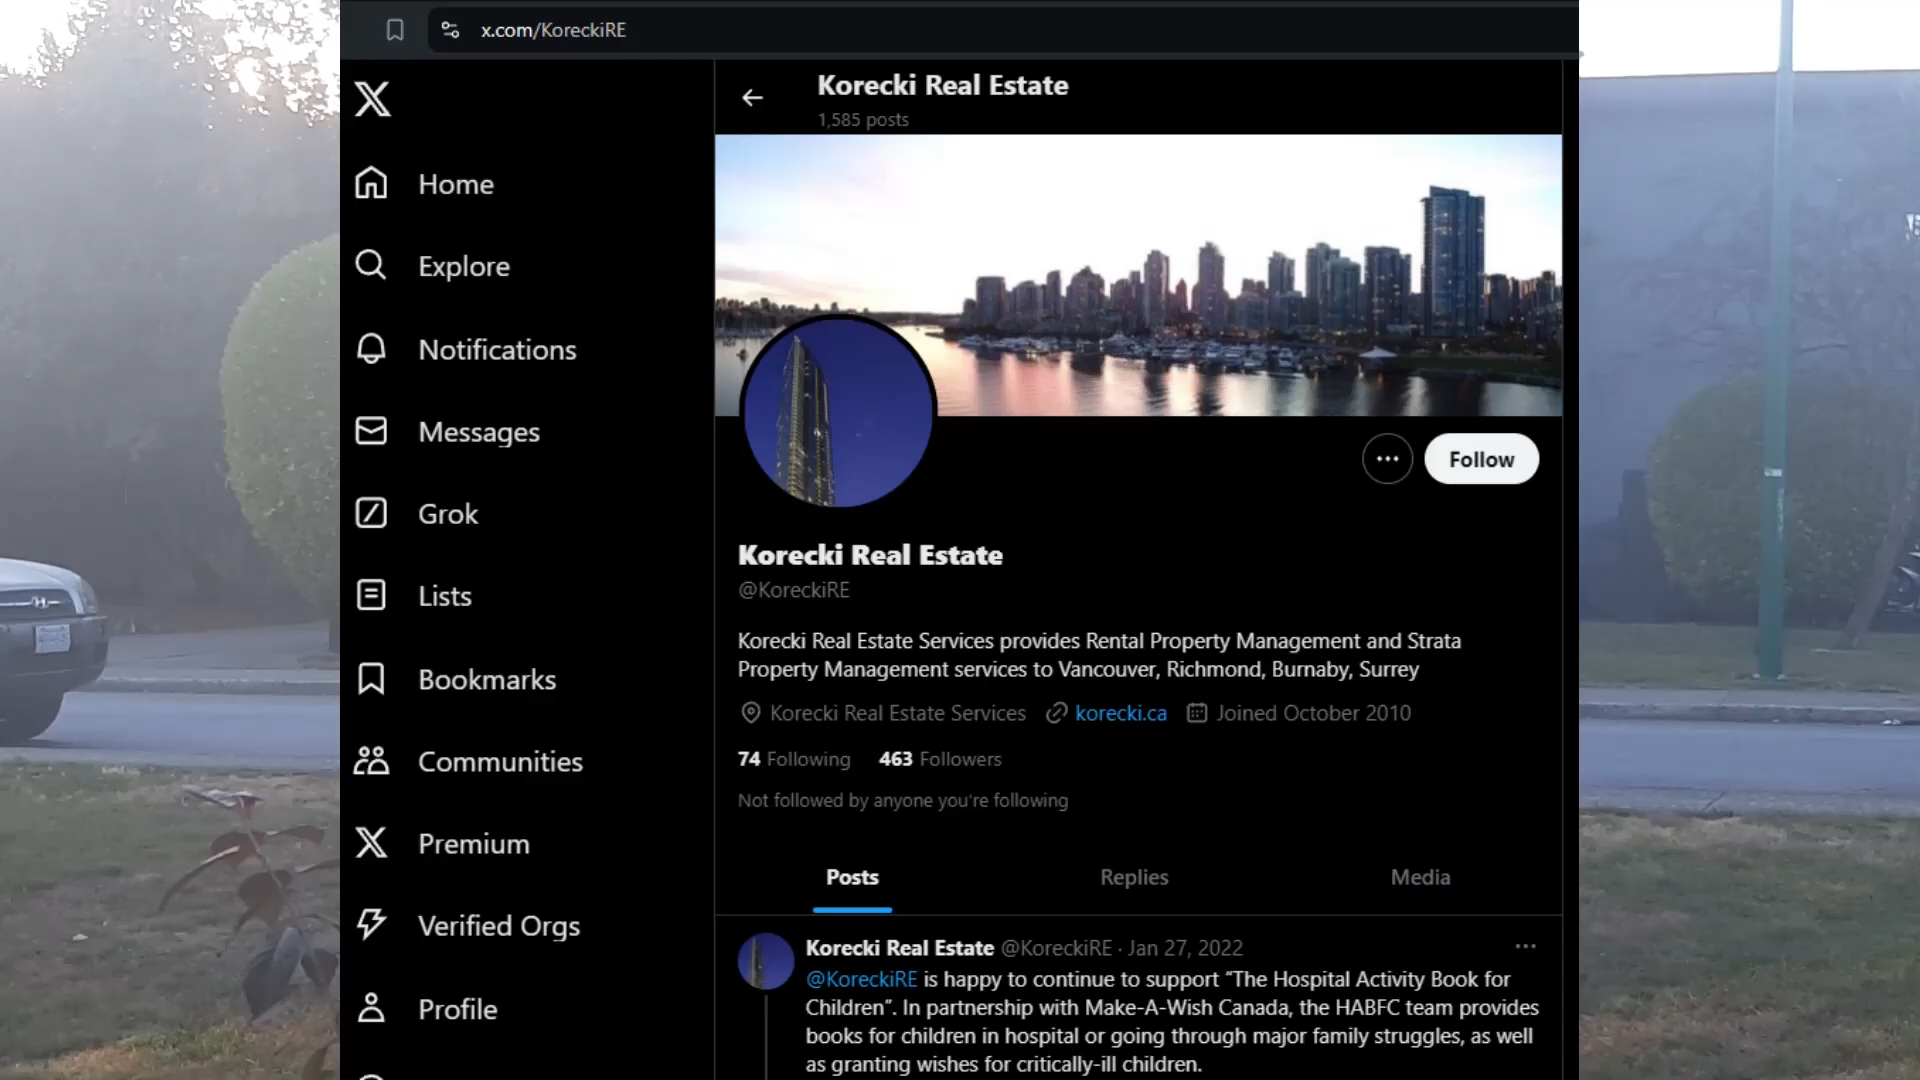 x.com/KoreckiRE
Korecki Real Estate
1,585 posts
Home
Explore
Notifications
Messages
Grok
Lists
Bookmarks
Communities
Premium
Verified Orgs
Profile
Follow
Korecki Real Estate
@KoreckiRE
Korecki Real Estate Services provides Rental Property Management and Strata
Property Management services to Vancouver, Richmond, Burnaby, Surrey
Korecki Real Estate Services korecki.ca Joined October 2010
74 Following 463 Followers
Not followed by anyone you're following
Posts Replies Media
Korecki Real Estate @KoreckiRE · Jan 27, 2022
@KoreckiRE is happy to continue to support “The Hospital Activity Book for
Children”. In partnership with Make-A-Wish Canada, the HABFC team provides
books for children in hospital or going through major family struggles, as well
as granting wishes for critically-ill children.